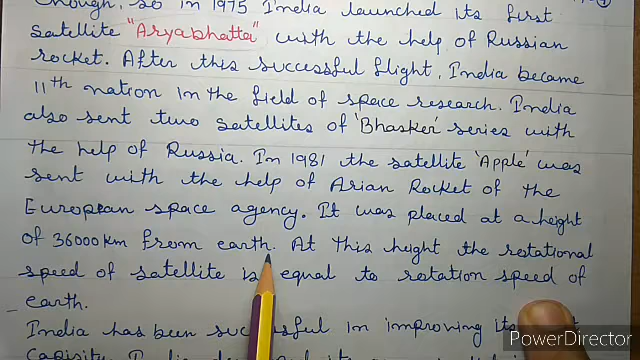 enough, so in 1975 India launched its first
satellite "Aryabhatta" with the help of Russian
rocket. After this successful flight, India became
11th nation in the field of space research. India
also sent two satellites of 'Bhasker' series with
the help of Russia. In 1981 the satellite 'Apple' was
sent with the help of Arian Rocket of the
European space agency. It was placed at a height
of 36000 km from earth. At this height the rotational
speed of satellite is equal to rotation speed of
earth.
India has been successful in improving its
PowerDirector